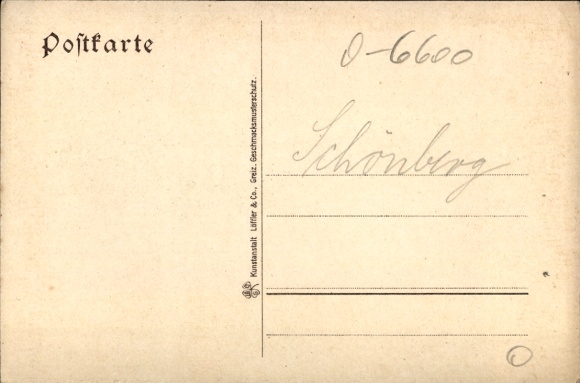 Poſtkarte
Kunstanstalt Löffler & Co., Greiz. Geschmacksmusterschutz.
O-6600
Schönberg